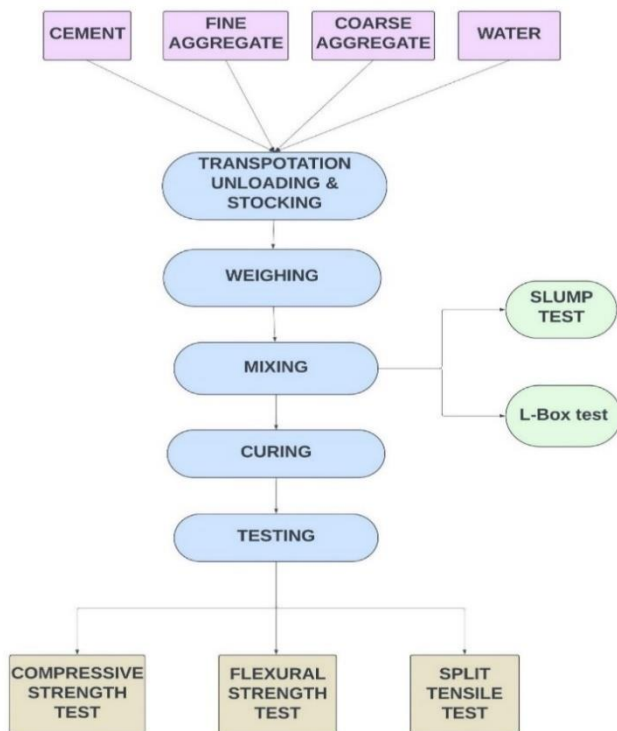 CEMENT
FINE
AGGREGATE
COARSE
AGGREGATE
WATER
TRANSPOTATION
UNLOADING &
STOCKING
WEIGHING
SLUMP
TEST
MIXING
L-Box test
CURING
TESTING
COMPRESSIVE
STRENGTH
TEST
FLEXURAL
STRENGTH
TEST
SPLIT
TENSILE
TEST